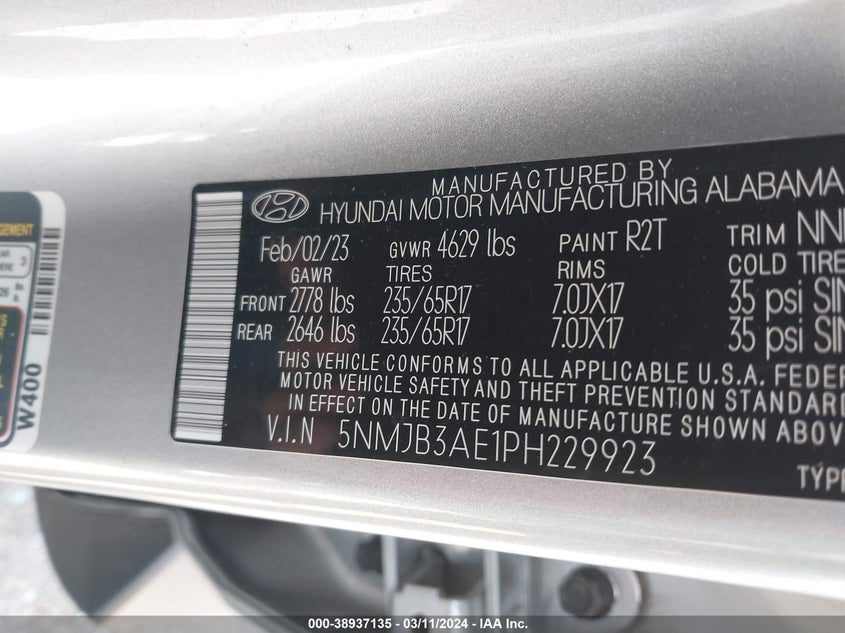 MANUFACTURED BY
HYUNDAI MOTOR MANUFACTURING ALABAMA
Feb/02/23 GVWR 4629 lbs PAINT R2T TRIM
GAWR TIRES RIMS COLD TIRE
FRONT 2778 lbs 235/65R17 7.0JX17 35 psi
REAR 2646 lbs 235/65R17 7.0JX17 35 psi
THIS VEHICLE CONFORMS TO ALL APPLICABLE U.S.A.
MOTOR VEHICLE SAFETY AND THEFT PREVENTION
IN EFFECT ON THE DATE OF MANUFACTURE SHOWN
V.I.N 5NMJB3AE1PH229923
TYPE
W400
000-38937135 - 03/11/2024 - IAA Inc.